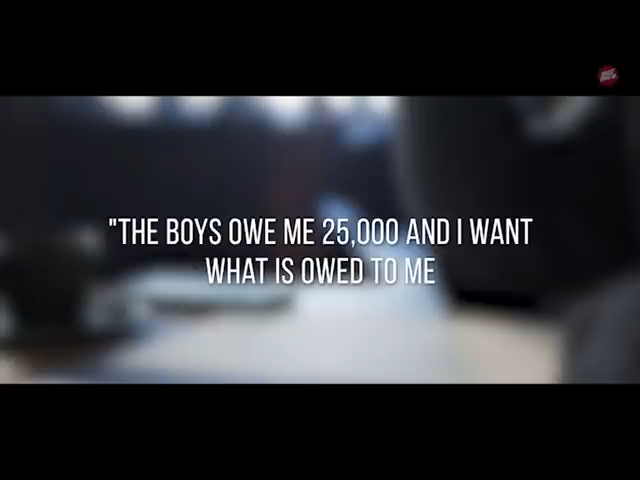 "THE BOYS OWE ME 25,000 AND I WANT
WHAT IS OWED TO ME